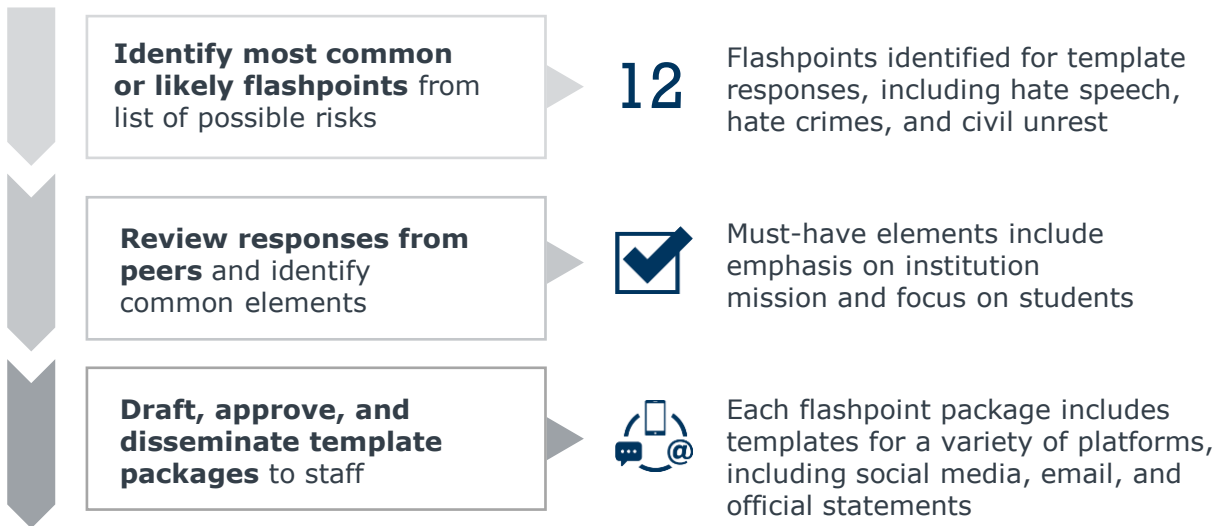 Identify most common
or likely flashpoints from
list of possible risks
12
Flashpoints identified for template
responses, including hate speech,
hate crimes, and civil unrest
Review responses from
peers and identify
common elements
Must-have elements include
emphasis on institution
mission and focus on students
Draft, approve, and
disseminate template
packages to staff
@
Each flashpoint package includes
templates for a variety of platforms,
including social media, email, and
official statements